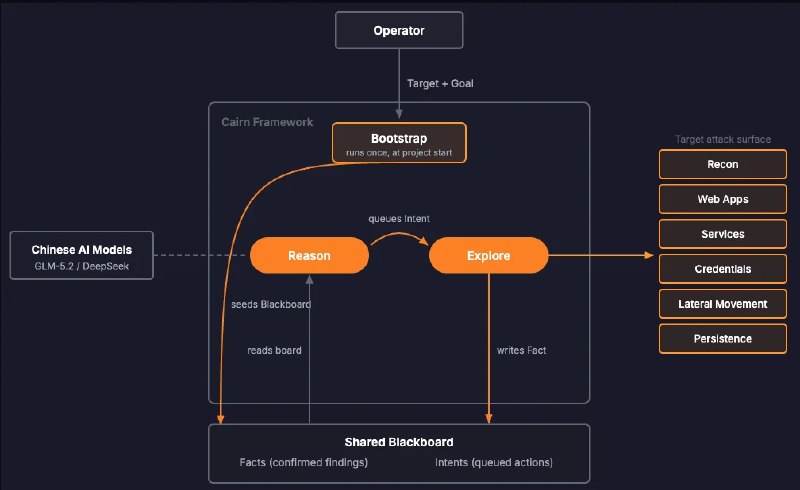 Operator
Target + Goal
Cairn Framework
Bootstrap
runs once, at project start
Target attack surface
Recon
Web Apps
Services
Credentials
Lateral Movement
Persistence
queues Intent
Chinese AI Models
GLM-5.2 / DeepSeek
Reason
Explore
seeds Blackboard
reads board
writes Fact
Shared Blackboard
Facts (confirmed findings)
Intents (queued actions)